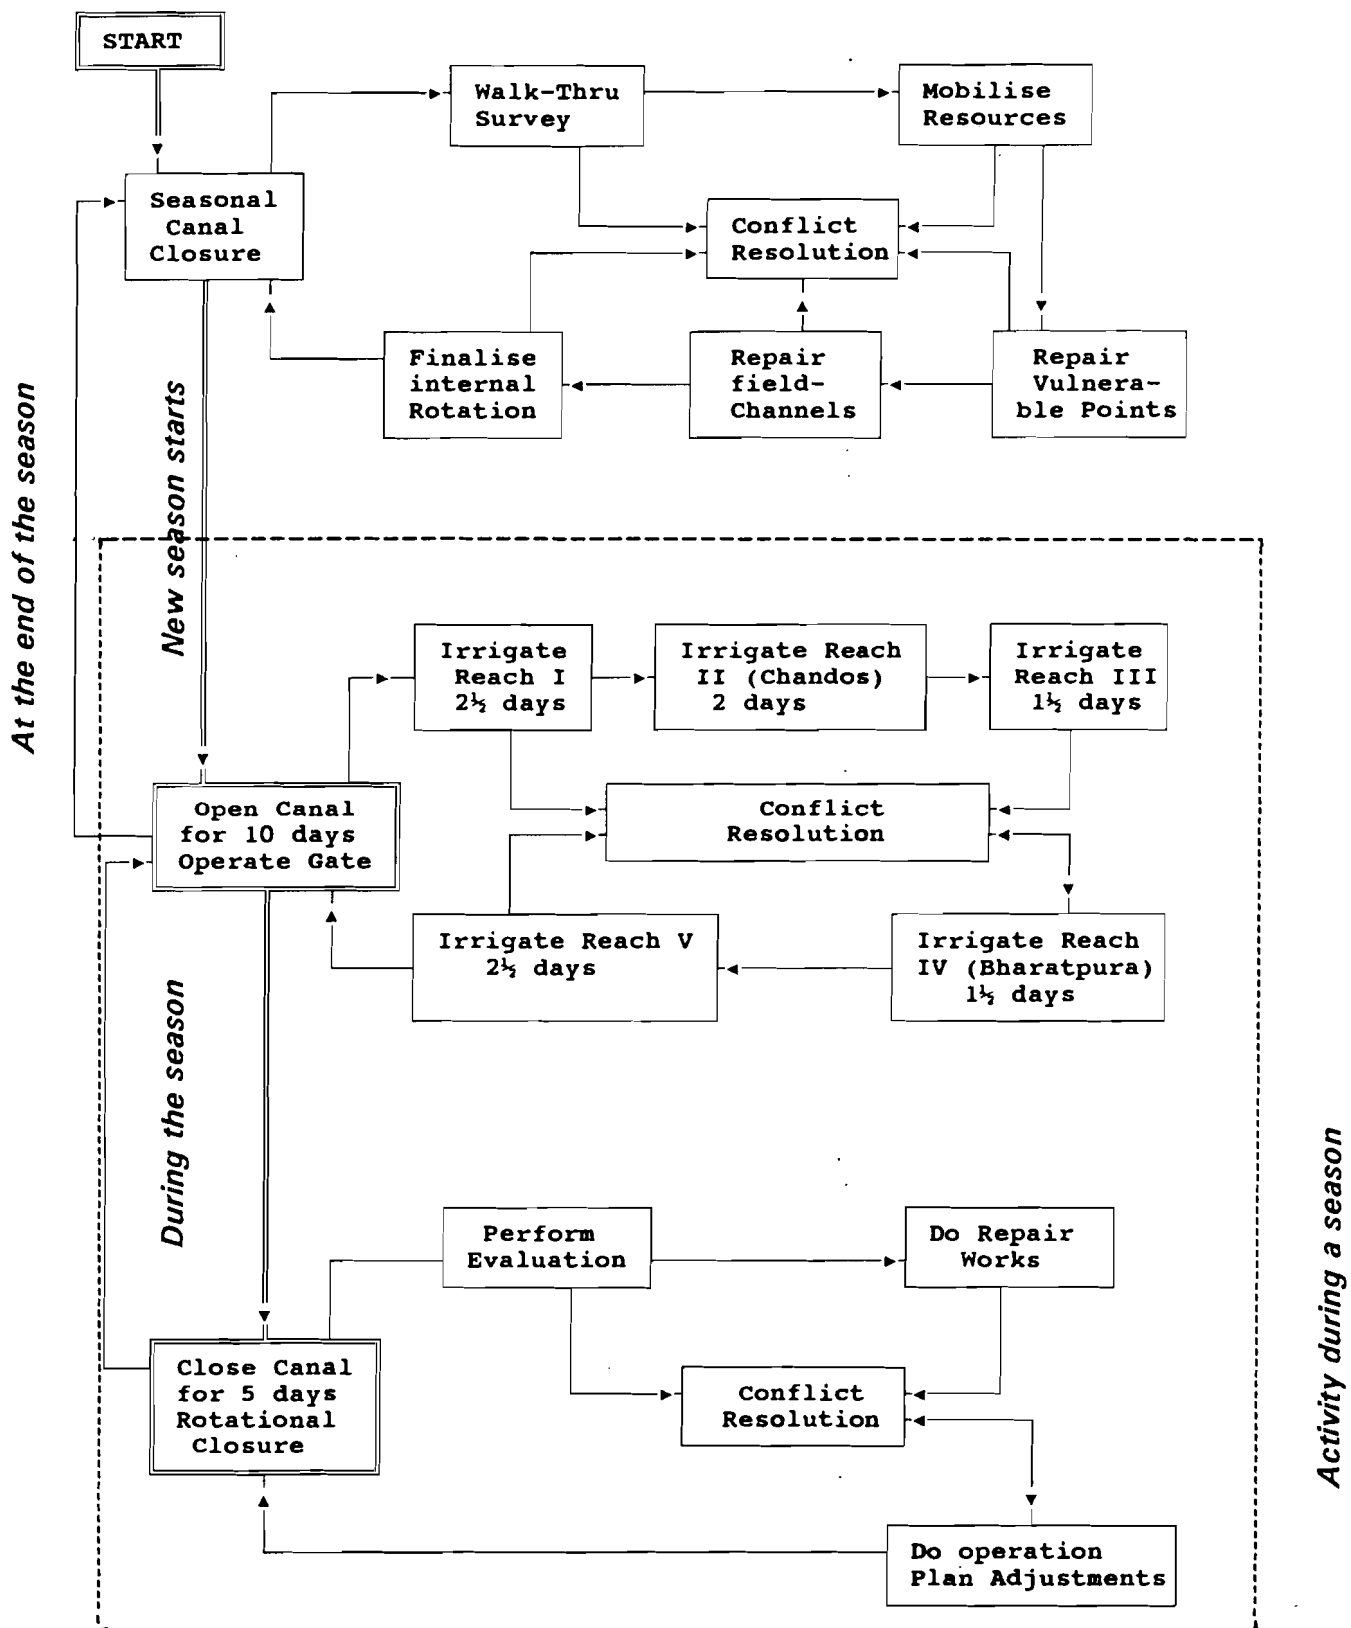 START
Walk-Thru
Survey
Mobilise
Resources
Seasonal
Canal
Closure
Conflict
Resolution
Finalise
internal
Rotation
Repair
field-
Channels
Repair
Vulnera-
ble Points
At the end of the season
New season starts
Irrigate
Reach I
2½ days
Irrigate Reach
II (Chandos)
2 days
Irrigate
Reach III
1½ days
Open Canal
for 10 days
Operate Gate
Conflict
Resolution
Irrigate Reach V
2½ days
Irrigate Reach
IV (Bharatpura)
1½ days
During the season
Activity during a season
Perform
Evaluation
Do Repair
Works
Close Canal
for 5 days
Rotational
Closure
Conflict
Resolution
Do operation
Plan Adjustments